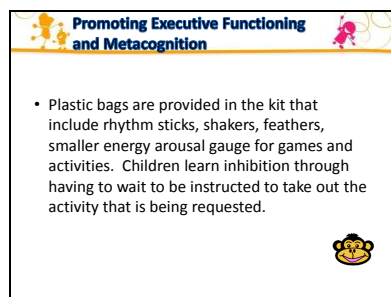 Promoting Executive Functioning
and Metacognition
• Plastic bags are provided in the kit that
include rhythm sticks, shakers, feathers,
smaller energy arousal gauge for games and
activities.  Children learn inhibition through
having to wait to be instructed to take out the
activity that is being requested.